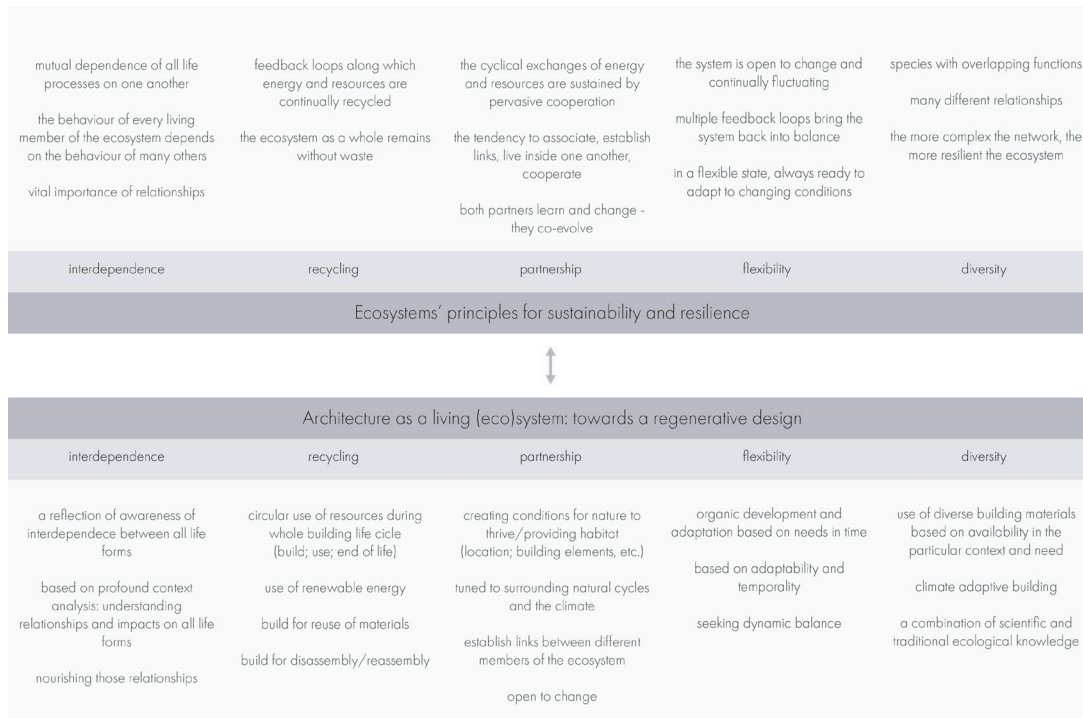 mutual dependence of all life
processes on one another
the behaviour of every living
member of the ecosystem depends
on the behaviour of many others
vital importance of relationships
feedback loops along which
energy and resources are
continually recycled
the ecosystem as a whole remains
without waste
the cyclical exchanges of energy
and resources are sustained by
pervasive cooperation
the tendency to associate, establish
links, live inside one another,
cooperate
both partners learn and change -
they co-evolve
the system is open to change and
continually fluctuating
multiple feedback loops bring the
system back into balance
in a flexible state, always ready to
adapt to changing conditions
species with overlapping functions
many different relationships
the more complex the network, the
more resilient the ecosystem
interdependence
recycling
partnership
flexibility
diversity
Ecosystems' principles for sustainability and resilience
Architecture as a living (eco)system: towards a regenerative design
interdependence
recycling
partnership
flexibility
diversity
a reflection of awareness of
interdependece between all life
forms
based on profound context
analysis: understanding
relationships and impacts on all life
forms
nourishing those relationships
circular use of resources during
whole building life cicle
(build; use; end of life)
use of renewable energy
build for reuse of materials
build for disassembly/reassembly
creating conditions for nature to
thrive/providing habitat
(location; building elements, etc.)
tuned to surrounding natural cycles
and the climate
establish links between different
members of the ecosystem
open to change
organic development and
adaptation based on needs in time
based on adaptability and
temporality
seeking dynamic balance
use of diverse building materials
based on availability in the
particular context and need
climate adaptive building
a combination of scientific and
traditional ecological knowledge